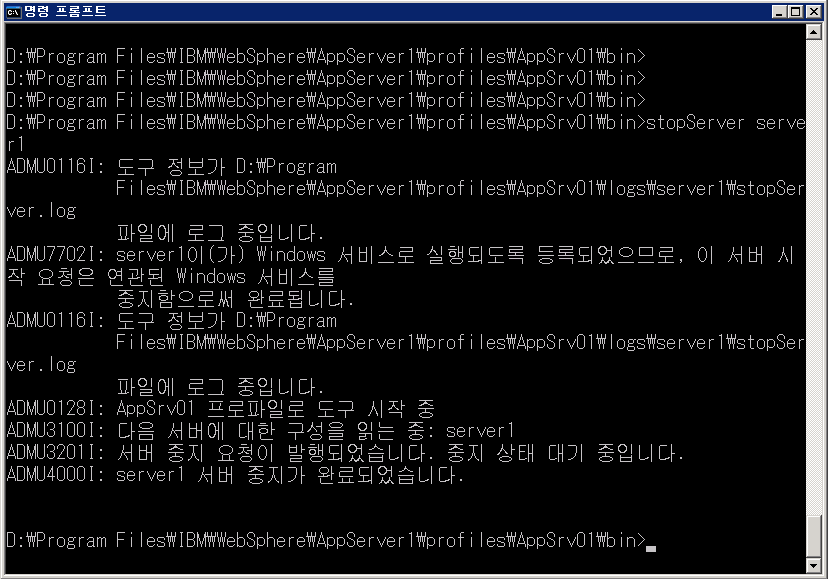 명령 프롬프트
D:₩Program Files₩IBM₩WebSphere₩AppServer1₩profiles₩AppSrv01₩bin>
D:₩Program Files₩IBM₩WebSphere₩AppServer1₩profiles₩AppSrv01₩bin>
D:₩Program Files₩IBM₩WebSphere₩AppServer1₩profiles₩AppSrv01₩bin>
D:₩Program Files₩IBM₩WebSphere₩AppServer1₩profiles₩AppSrv01₩bin>stopServer serve
r1
ADMU0116I: 도구 정보가 D:₩Program
Files₩IBM₩WebSphere₩AppServer1₩profiles₩AppSrv01₩logs₩server1₩stopSer
ver.log
파일에 로그 중입니다.
ADMU7702I: server1이(가) Windows 서비스로 실행되도록 등록되었으므로, 이 서버 시
작 요청은 연관된 Windows 서비스를
중지함으로써 완료됩니다.
ADMU0116I: 도구 정보가 D:₩Program
Files₩IBM₩WebSphere₩AppServer1₩profiles₩AppSrv01₩logs₩server1₩stopSer
ver.log
파일에 로그 중입니다.
ADMU0128I: AppSrv01 프로파일로 도구 시작 중
ADMU3100I: 다음 서버에 대한 구성을 읽는 중: server1
ADMU3201I: 서버 중지 요청이 발행되었습니다. 중지 상태 대기 중입니다.
ADMU4000I: server1 서버 중지가 완료되었습니다.
D:₩Program Files₩IBM₩WebSphere₩AppServer1₩profiles₩AppSrv01₩bin>